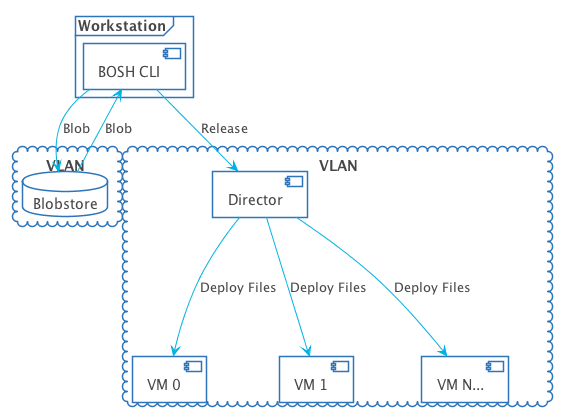 Workstation
BOSH CLI
Blob
Blob
Release
VLAN
VLAN
Blobstore
Director
Deploy Files
Deploy Files
Deploy Files
VM 0
VM 1
VM N...